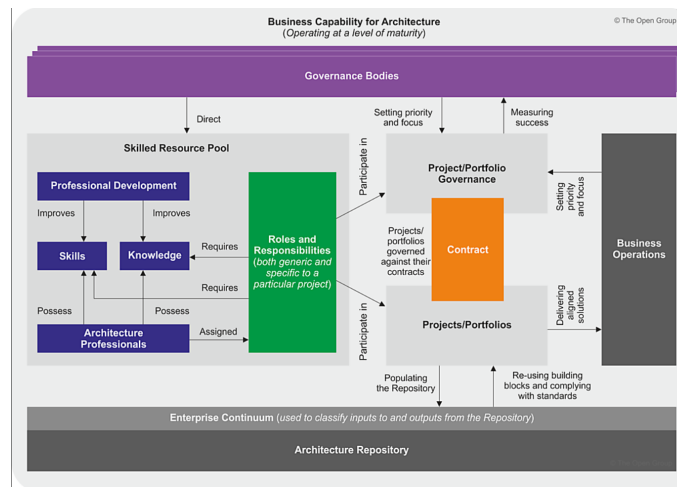 Business Capability for Architecture
© The Open Group
(Operating at a level of maturity)
Governance Bodies
Direct
Setting priority
and focus
Measuring
success
Skilled Resource Pool
Professional Development
Improves
Improves
Skills
Knowledge
Requires
Requires
Possess
Possess
Architecture
Professionals
Assigned
Roles and
Responsibilities
(both generic and
specific to a
particular project)
Participate in
Participate in
Project/Portfolio
Governance
Projects/
portfolios
governed
against their
contracts
Contract
Projects/Portfolios
Setting
priority
and focus
Delivering
aligned
solutions
Business
Operations
Populating
the Repository
Re-using building
blocks and complying
with standards
Enterprise Continuum (used to classify inputs to and outputs from the Repository)
Architecture Repository
© The Open Group